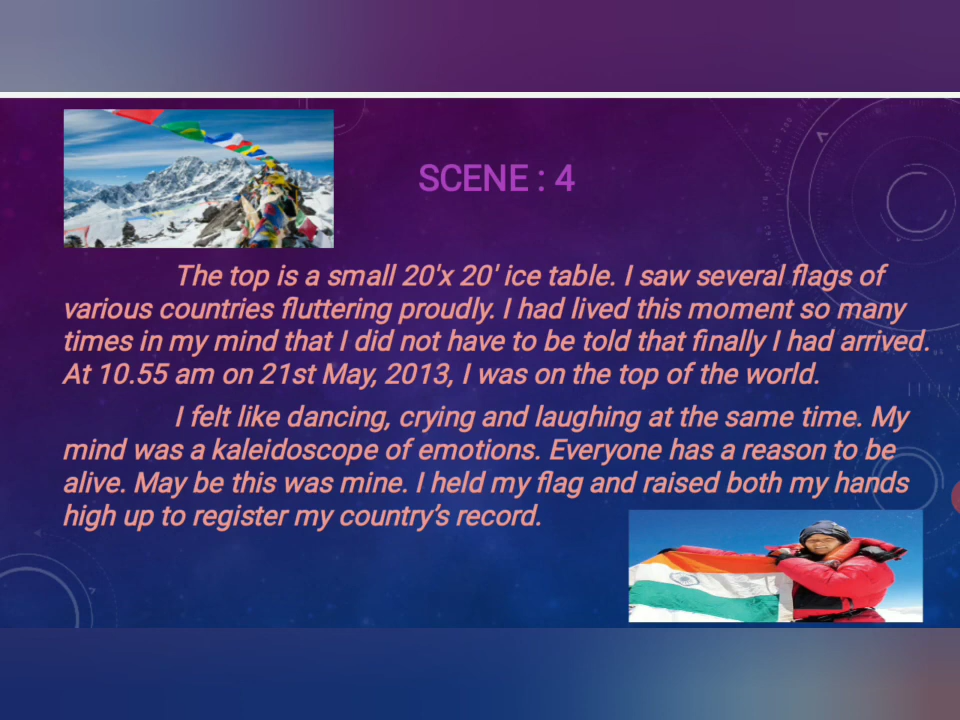 SCENE : 4
The top is a small 20'x 20' ice table. I saw several flags of
various countries fluttering proudly. I had lived this moment so many
times in my mind that I did not have to be told that finally I had arrived.
At 10.55 am on 21st May, 2013, I was on the top of the world.
I felt like dancing, crying and laughing at the same time. My
mind was a kaleidoscope of emotions. Everyone has a reason to be
alive. May be this was mine. I held my flag and raised both my hands
high up to register my country’s record.